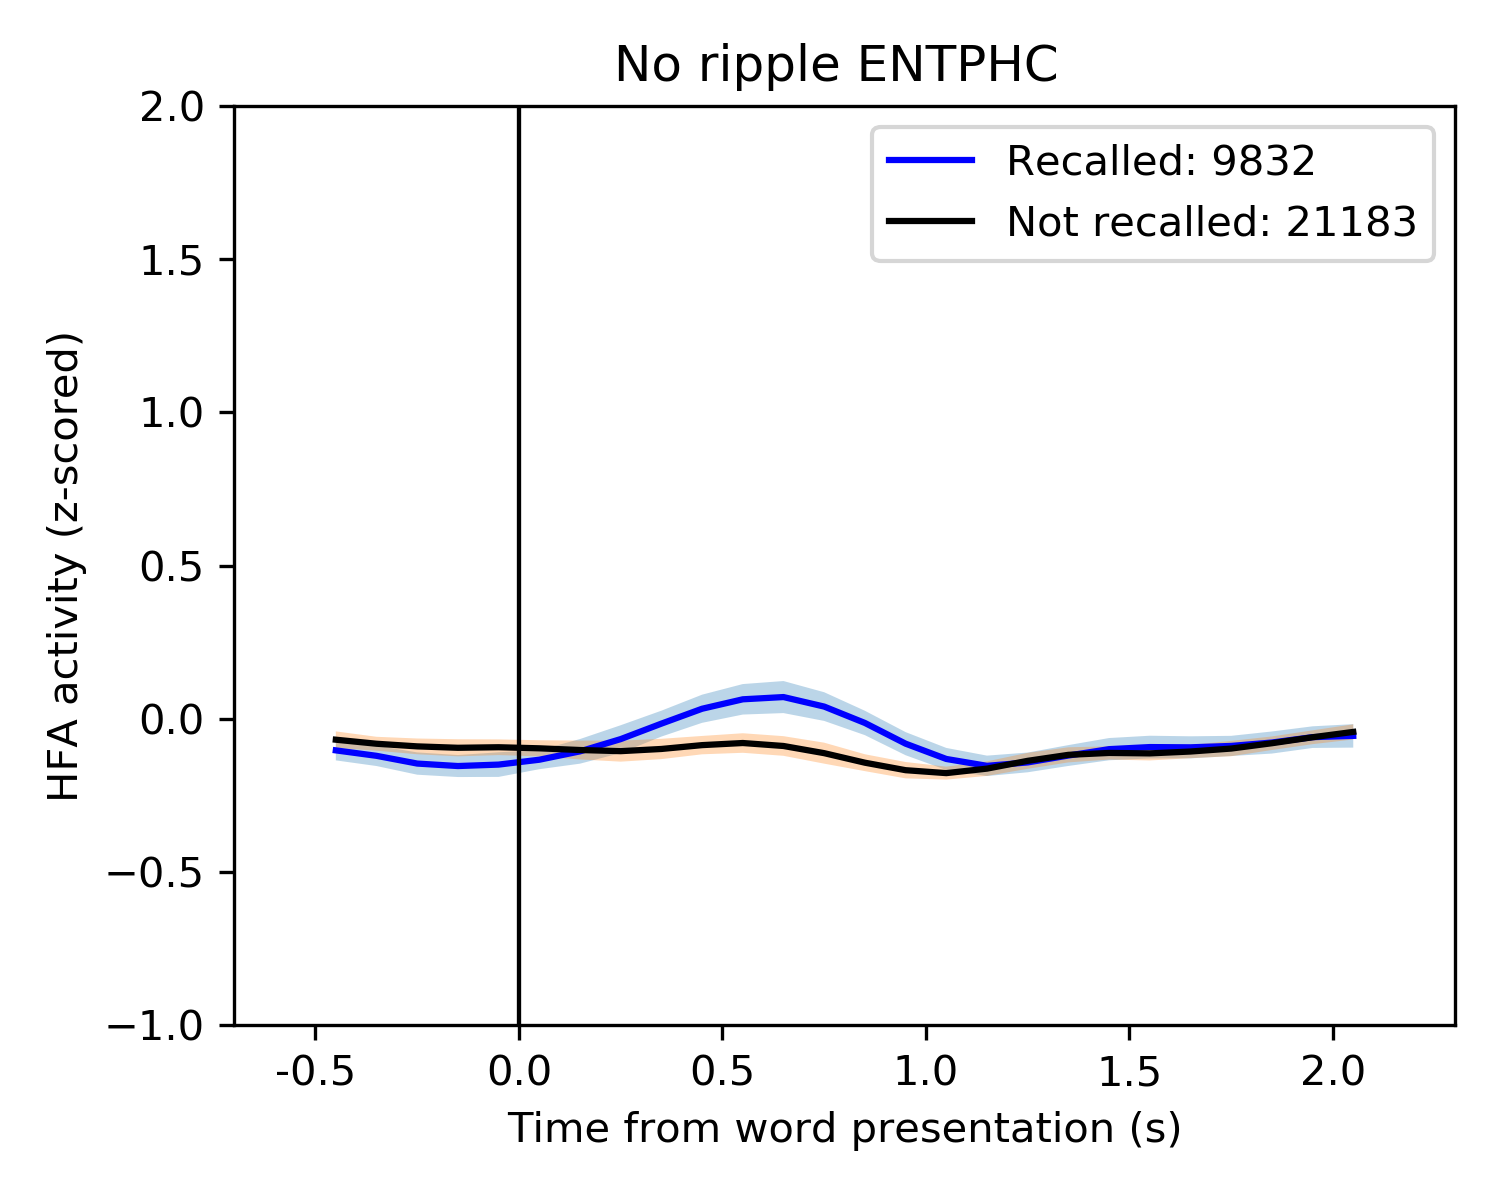 No ripple ENTPHC
2.0
1.5
1.0
0.5
0.0
−0.5
−1.0
HFA activity (z-scored)
Recalled: 9832
Not recalled: 21183
-0.5 0.0 0.5 1.0 1.5 2.0
Time from word presentation (s)